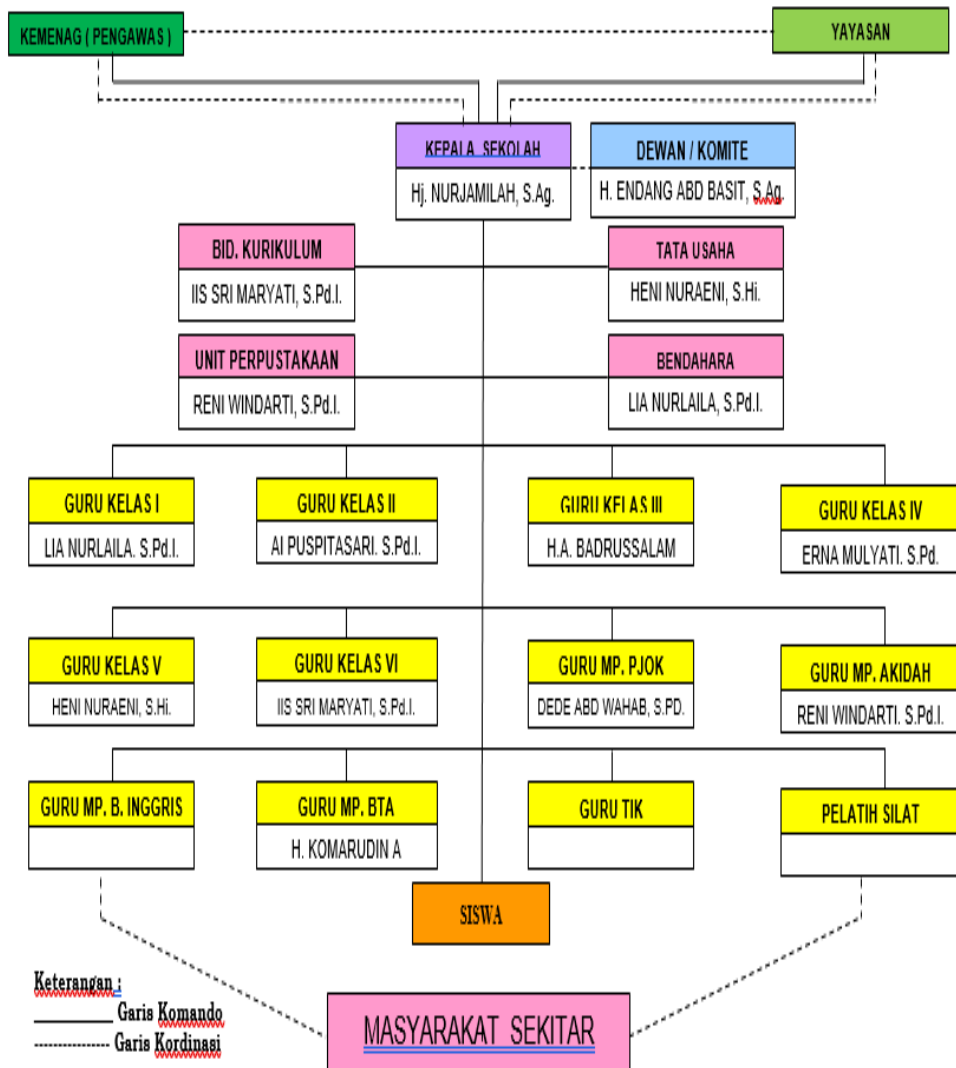 KEMENAG ( PENGAWAS )
YAYASAN
KEPALA SEKOLAH
Hj. NURJAMILAH, S.Ag.
DEWAN / KOMITE
H. ENDANG ABD BASIT, S.Ag.
BID. KURIKULUM
IIS SRI MARYATI, S.Pd.I.
TATA USAHA
HENI NURAENI, S.Hi.
UNIT PERPUSTAKAAN
RENI WINDARTI, S.Pd.I.
BENDAHARA
LIA NURLAILA, S.Pd.I.
GURU KELAS I
LIA NURLAILA. S.Pd.I.
GURU KELAS II
AI PUSPITASARI. S.Pd.I.
GURU KELAS III
H.A. BADRUSSALAM
GURU KELAS IV
ERNA MULYATI. S.Pd.
GURU KELAS V
HENI NURAENI, S.Hi.
GURU KELAS VI
IIS SRI MARYATI, S.Pd.I.
GURU MP. PJOK
DEDE ABD WAHAB, S.PD.
GURU MP. AKIDAH
RENI WINDARTI. S.Pd.I.
GURU MP. B. INGGRIS
GURU MP. BTA
H. KOMARUDIN A
GURU TIK
PELATIH SILAT
SISWA
Keterangan :
____________ Garis Komando
---------------- Garis Kordinasi
MASYARAKAT SEKITAR